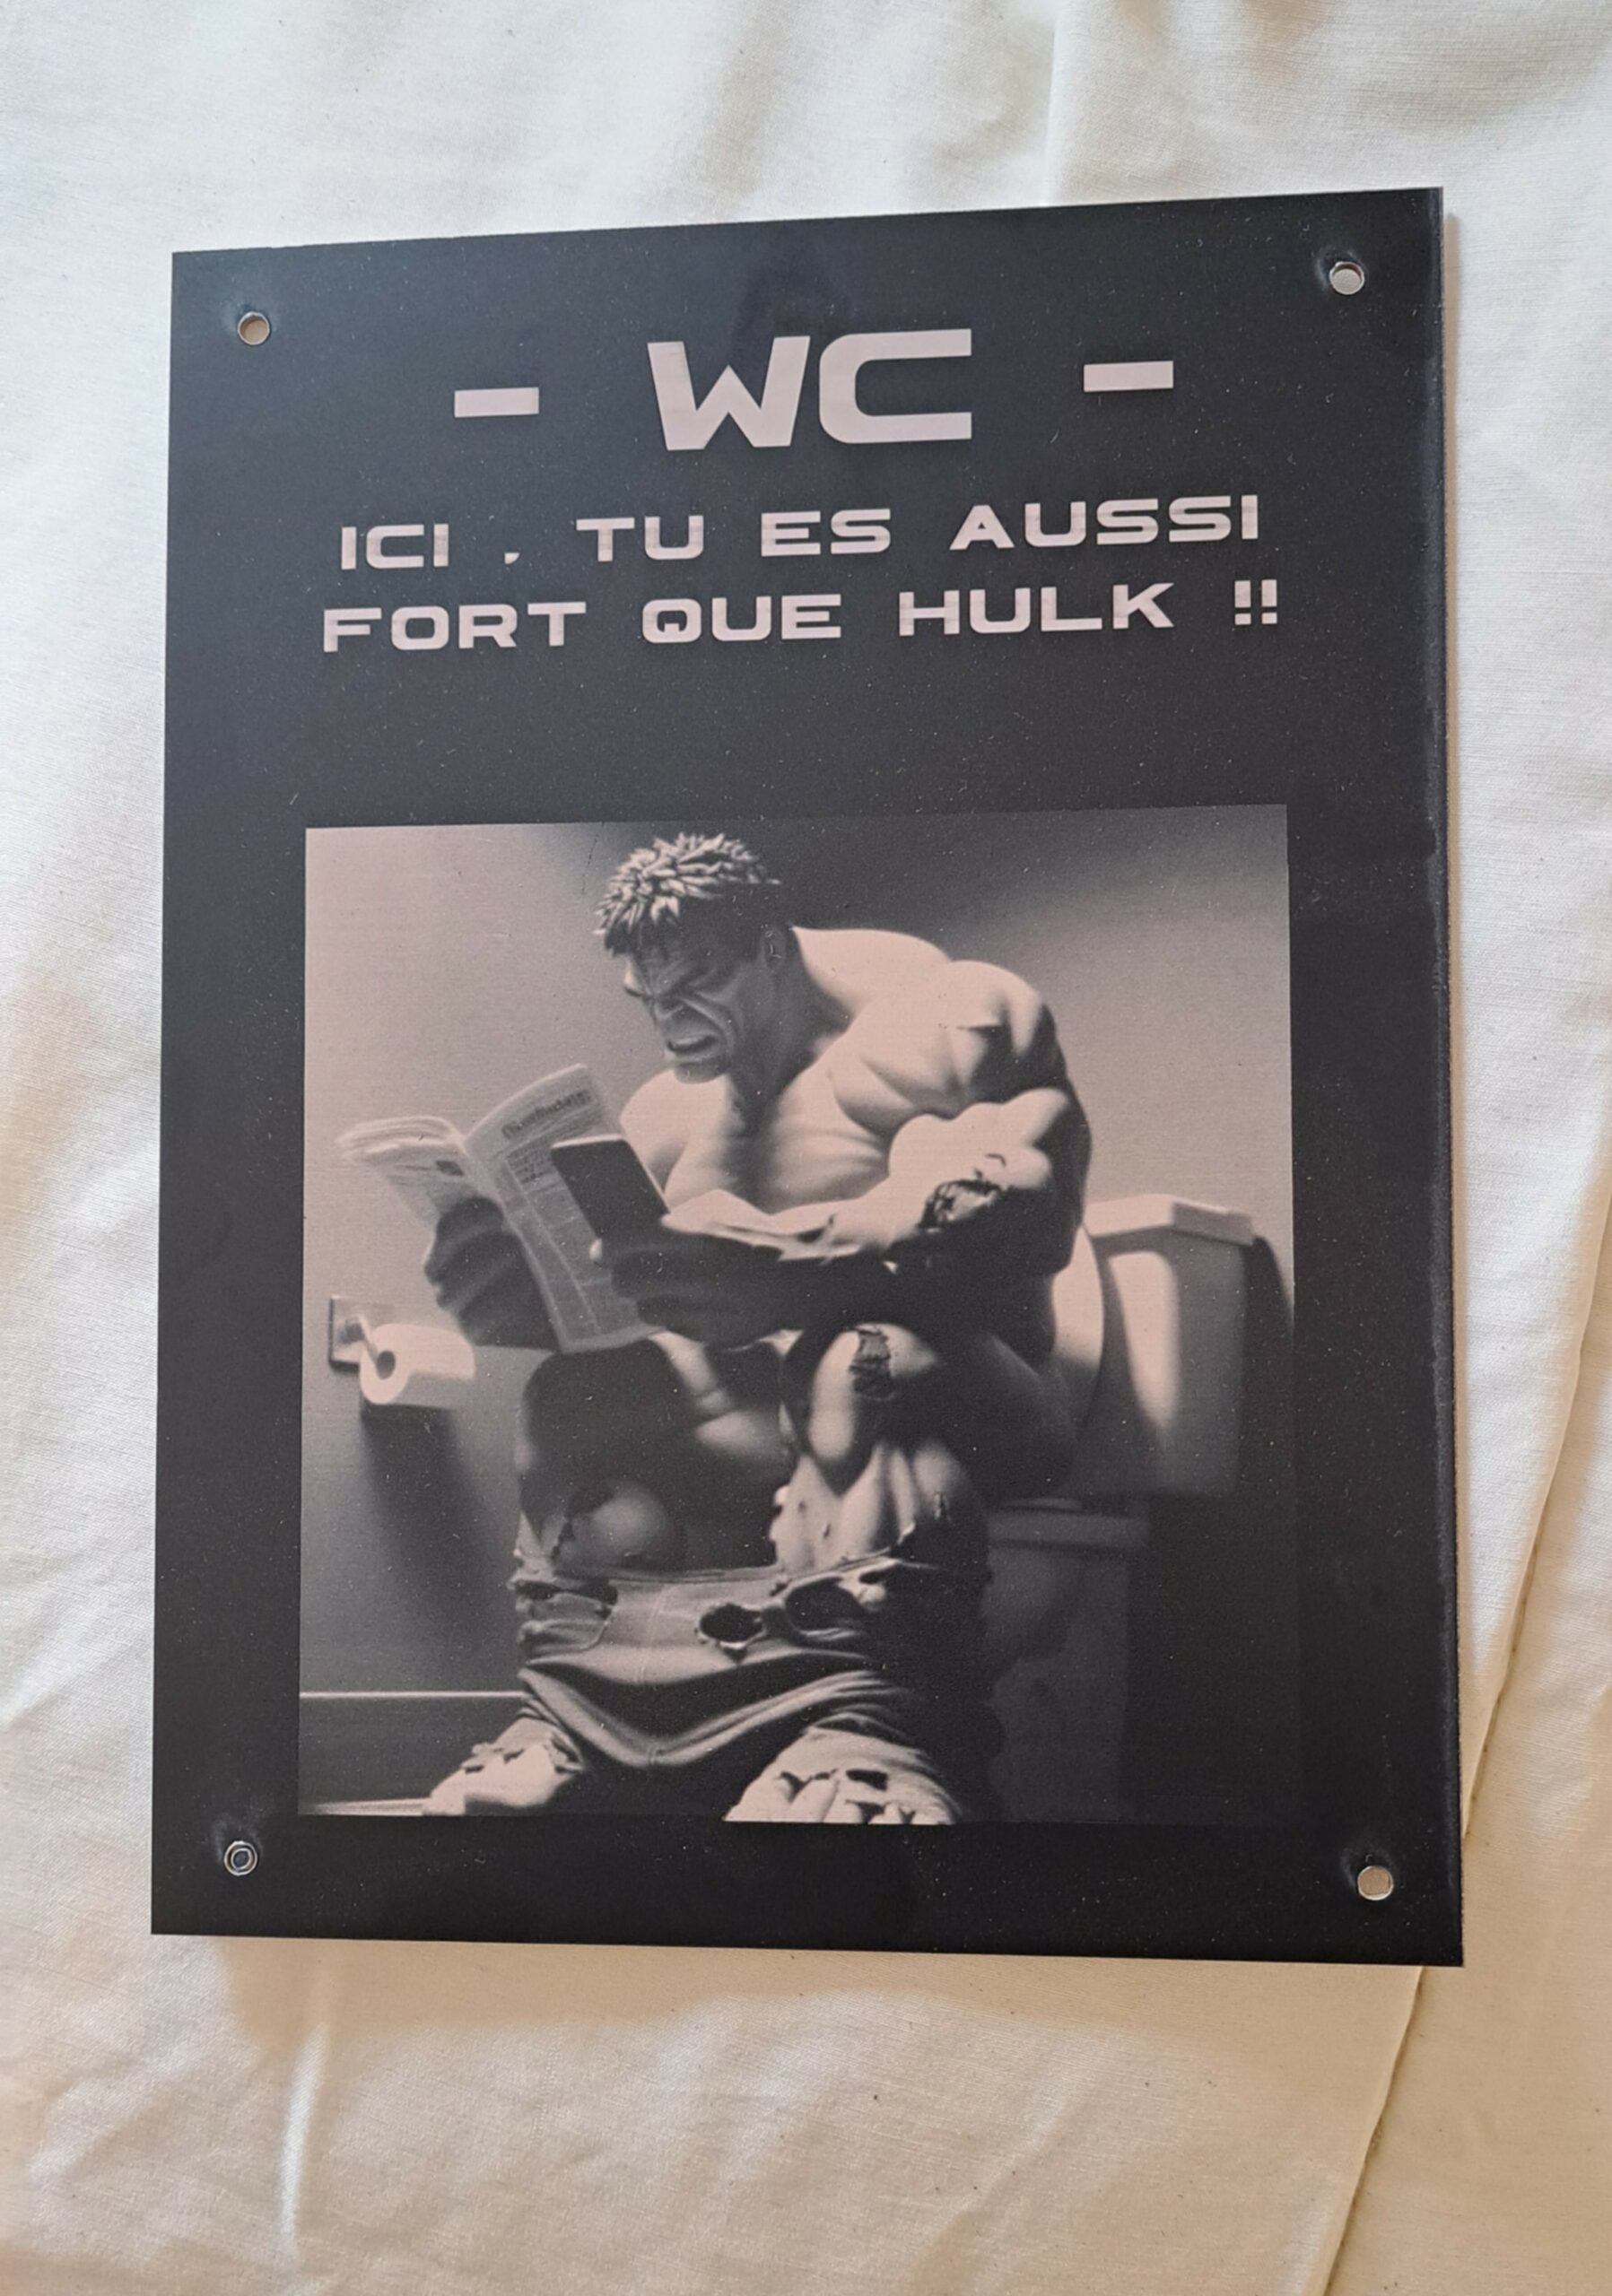 - WC -
ICI , TU ES AUSSI
FORT QUE HULK !!